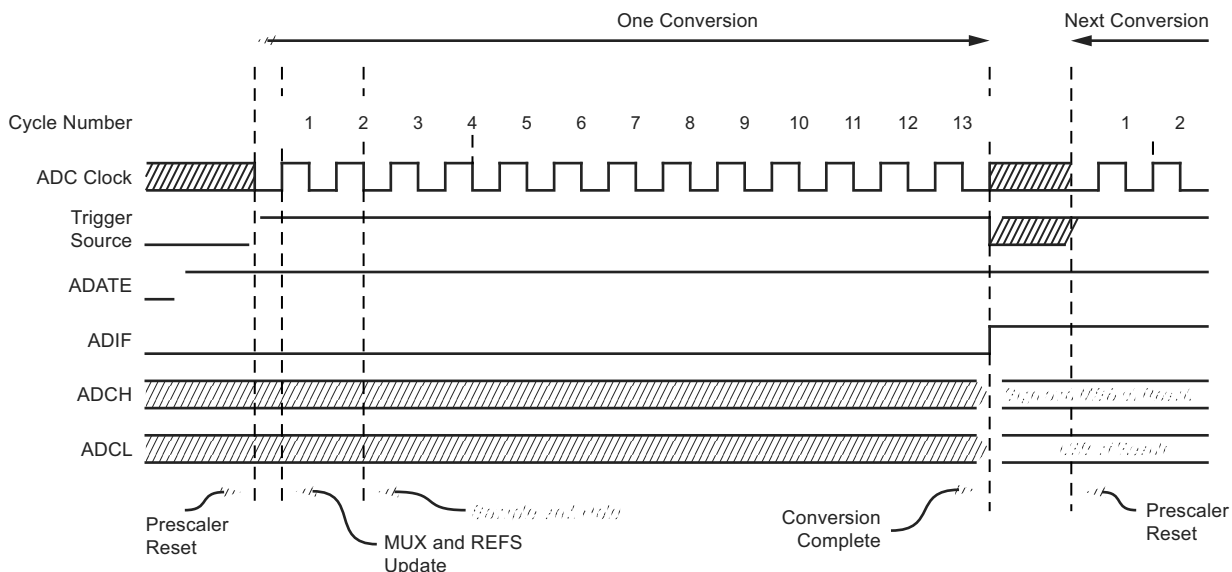 One Conversion
Next Conversion
Cycle Number 1 2 3 4 5 6 7 8 9 10 11 12 13 1 2
ADC Clock
Trigger
Source
ADATE
ADIF
ADCH
ADCL
Prescaler
Reset
MUX and REFS
Update
Conversion
Complete
Prescaler
Reset